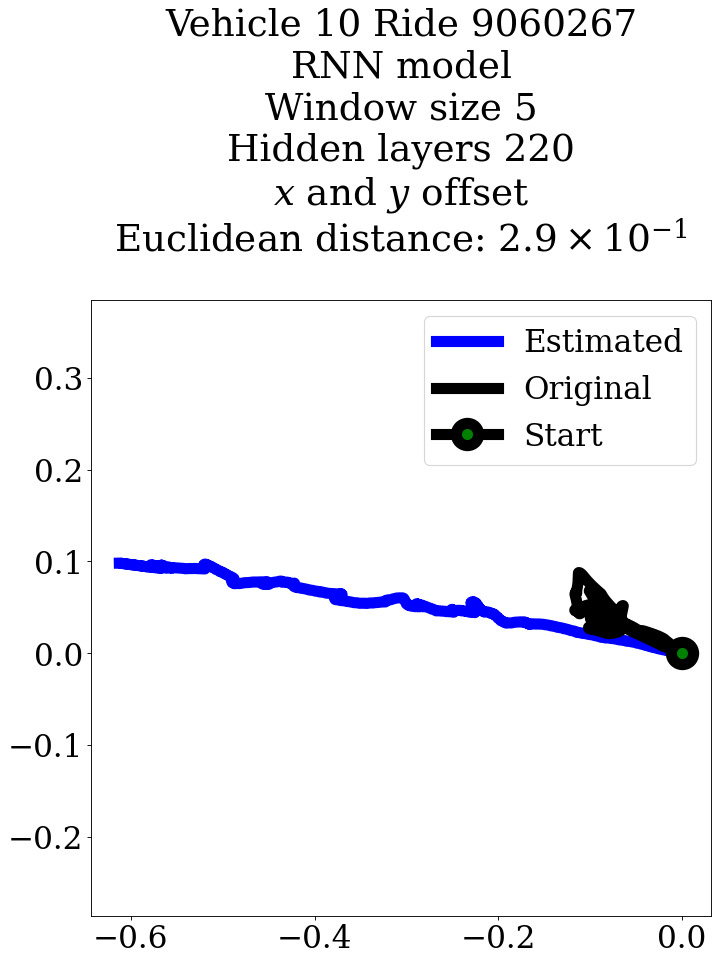 Vehicle 10 Ride 9060267
RNN model
Window size 5
Hidden layers 220
x and y offset
Euclidean distance: 2.9 × 10⁻¹
Estimated
Original
Start
0.3
0.2
0.1
0.0
−0.1
−0.2
−0.6 −0.4 −0.2 0.0